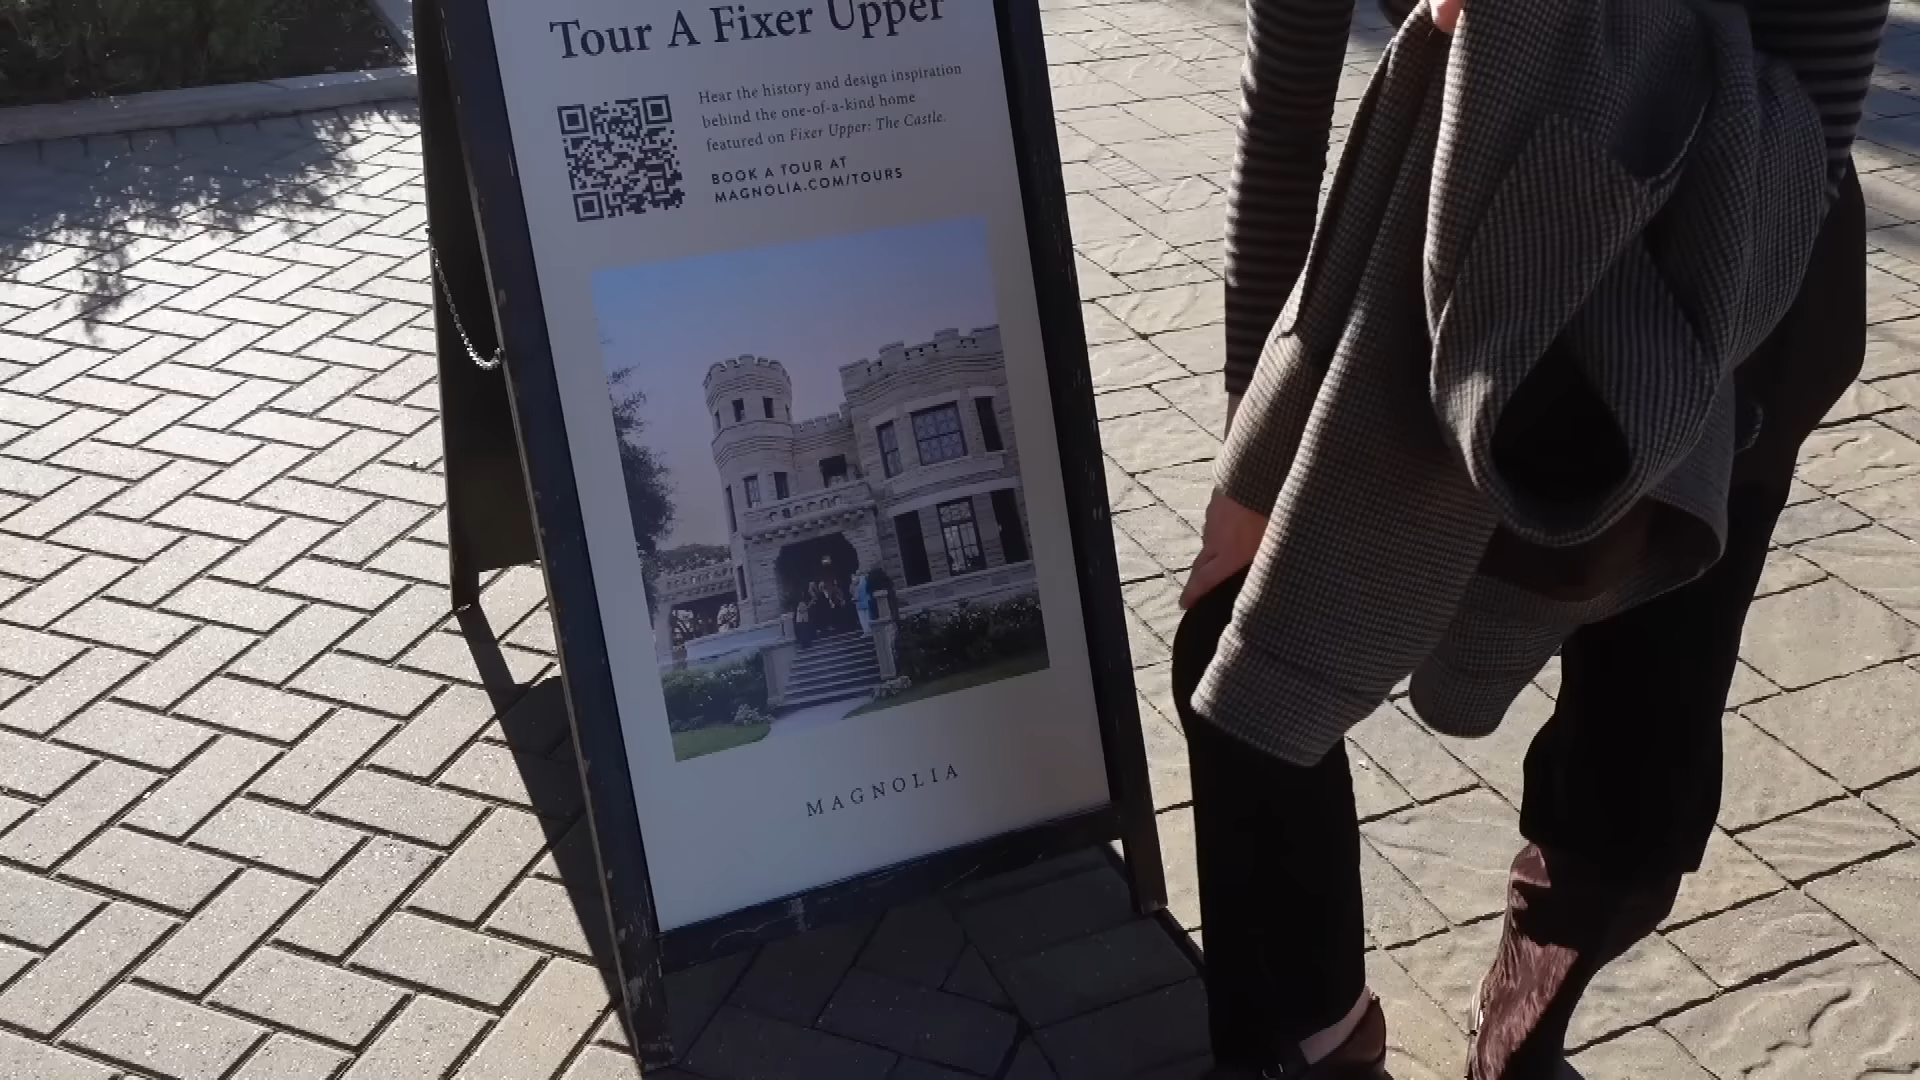 Tour A Fixer Upper
Hear the history and design inspiration
behind the one-of-a-kind home
featured on Fixer Upper: The Castle.
BOOK A TOUR AT
MAGNOLIA.COM/TOURS
MAGNOLIA